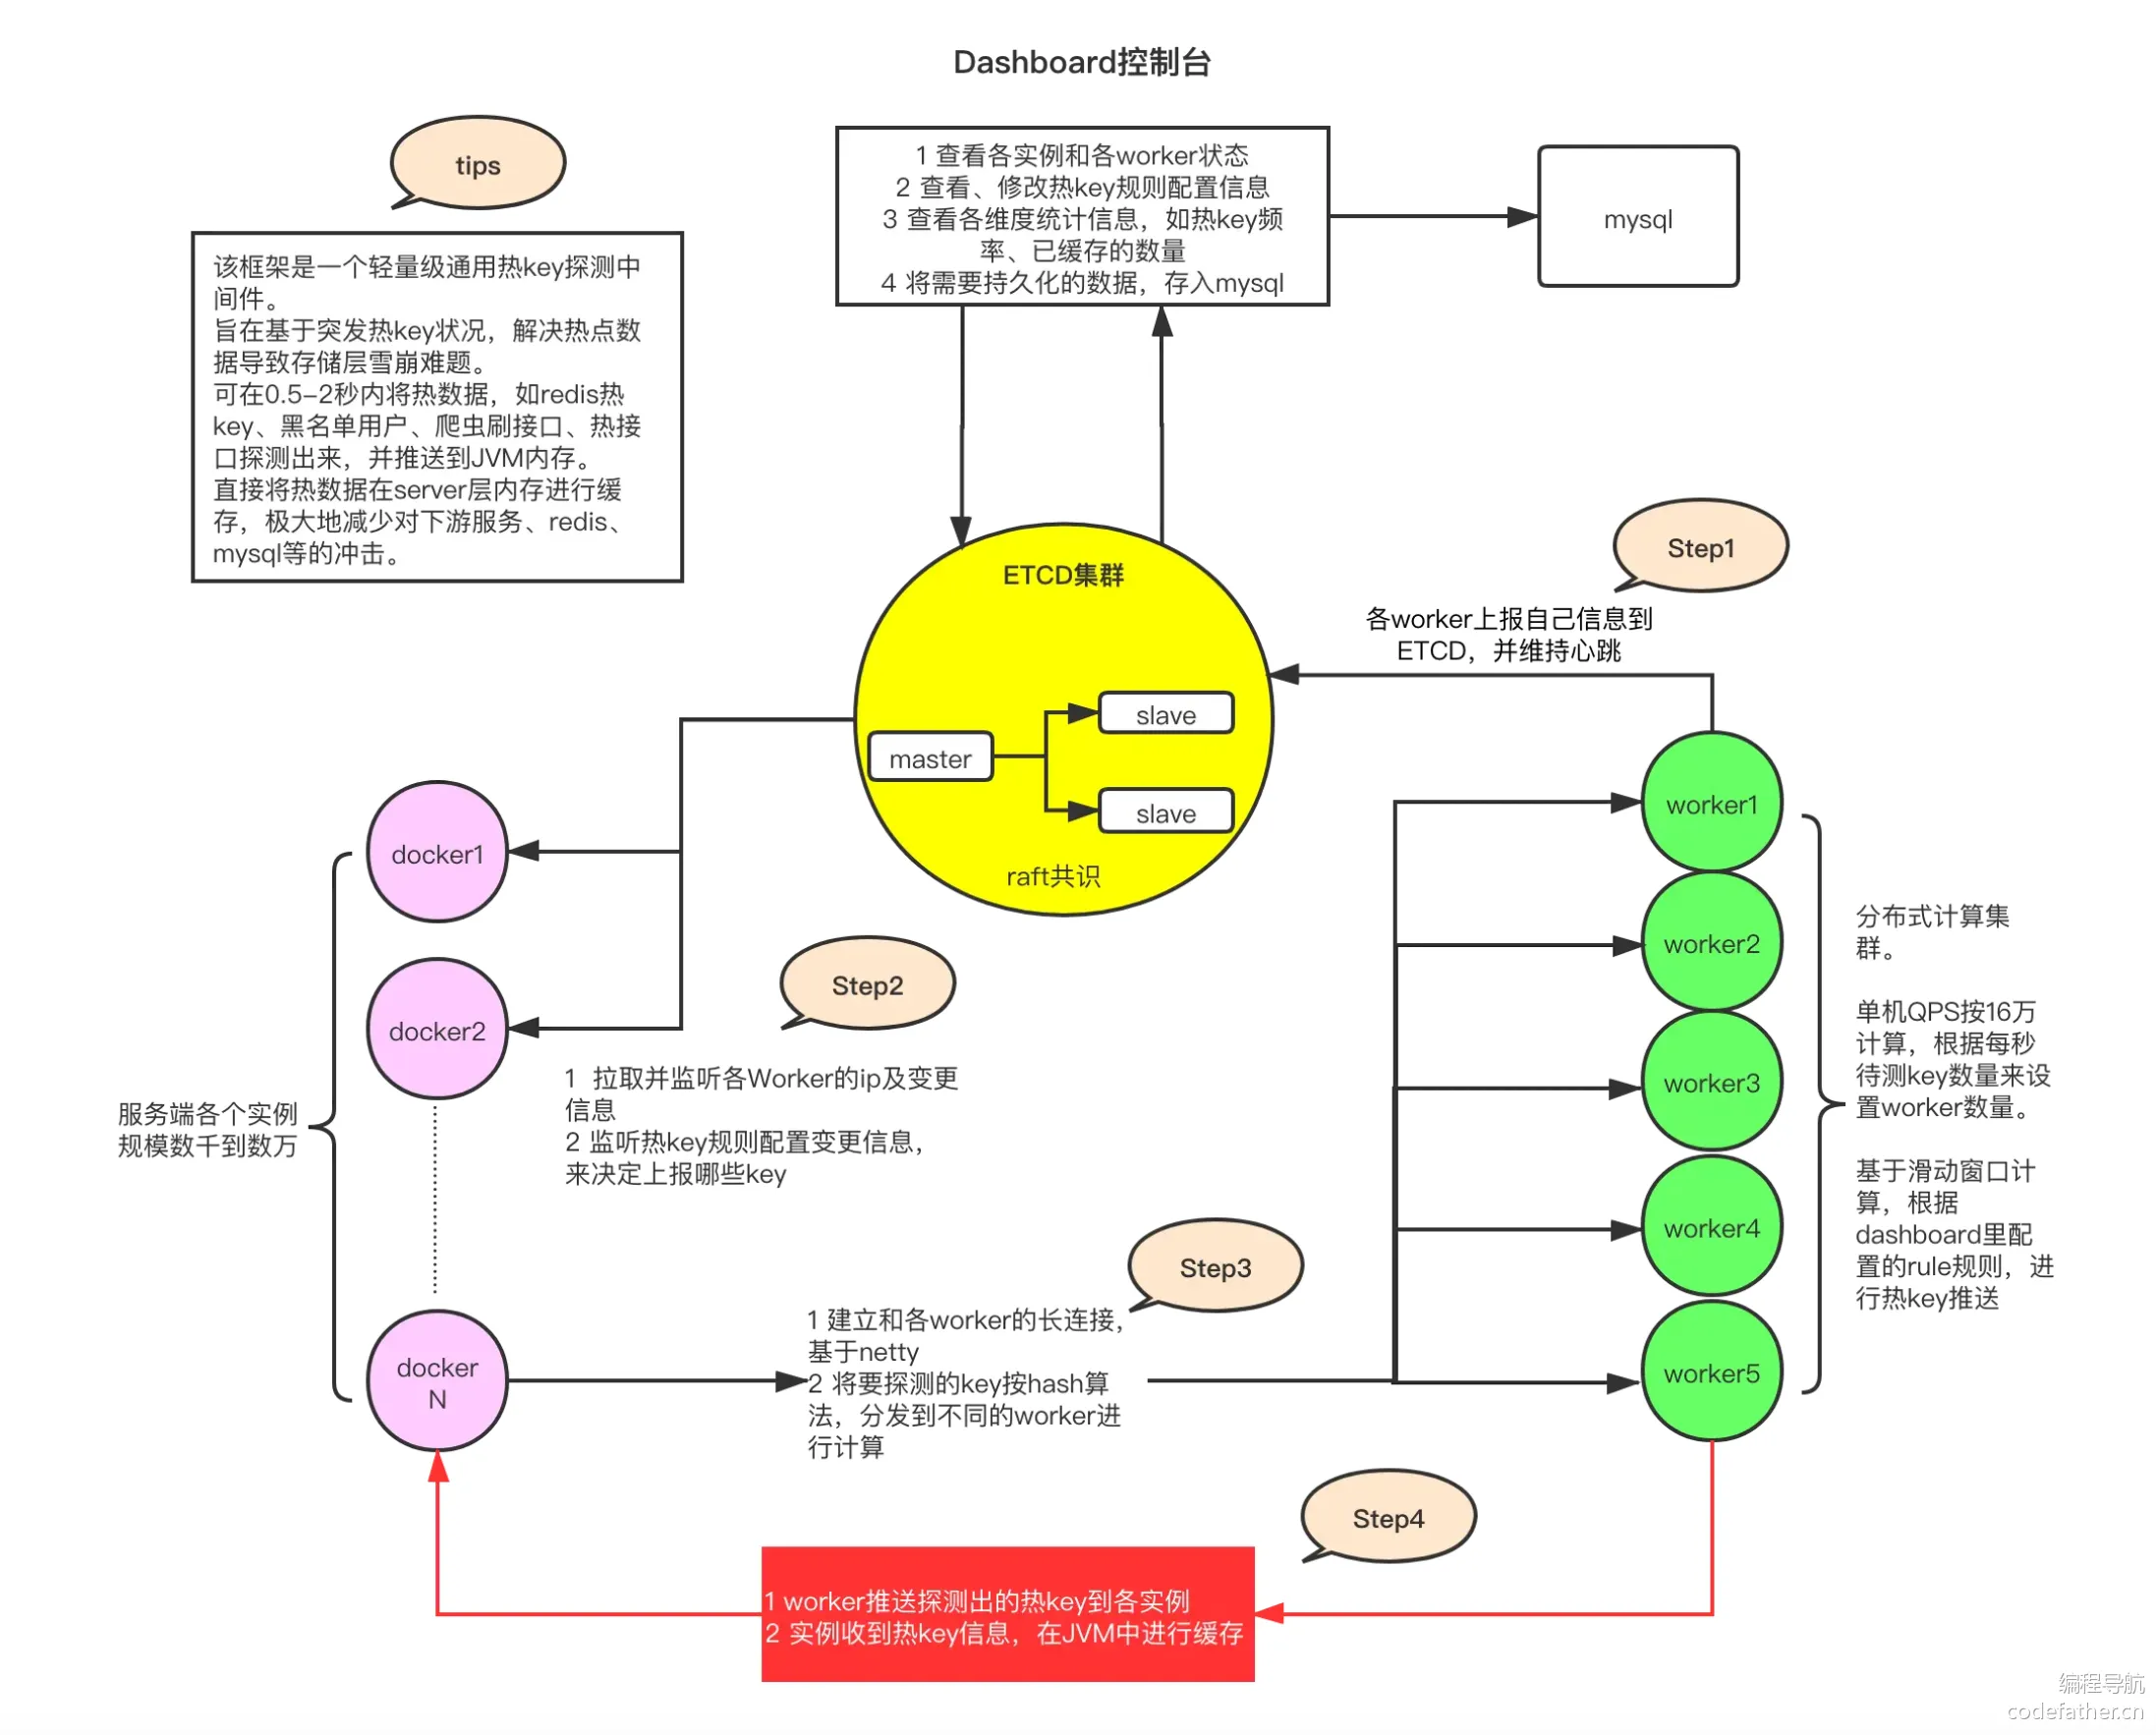 Dashboard控制台
tips
该框架是一个轻量级通用热key探测中
间件。
旨在基于突发热key状况，解决热点数
据导致存储层雪崩难题。
可在0.5-2秒内将热数据，如redis热
key、黑名单用户、爬虫刷接口、热接
口探测出来，并推送到JVM内存。
直接将热数据在server层内存进行缓
存，极大地减少对下游服务、redis、
mysql等的冲击。
1 查看各实例和各worker状态
2 查看、修改热key规则配置信息
3 查看各维度统计信息，如热key频
率、已缓存的数量
4 将需要持久化的数据，存入mysql
mysql
ETCD集群
master
slave
slave
raft共识
Step1
各worker上报自己信息到
ETCD，并维持心跳
worker1
worker2
worker3
worker4
worker5
分布式计算集
群。
单机QPS按16万
计算，根据每秒
待测key数量来设
置worker数量。
基于滑动窗口计
算，根据
dashboard里配
置的rule规则，进
行热key推送
docker1
docker2
docker
N
服务端各个实例
规模数千到数万
Step2
1 拉取并监听各Worker的ip及变更
信息
2 监听热key规则配置变更信息，
来决定上报哪些key
Step3
1 建立和各worker的长连接，
基于netty
2 将要探测的key按hash算
法，分发到不同的worker进
行计算
Step4
1 worker推送探测出的热key到各实例
2 实例收到热key信息，在JVM中进行缓存
编程导航
codefather.cn